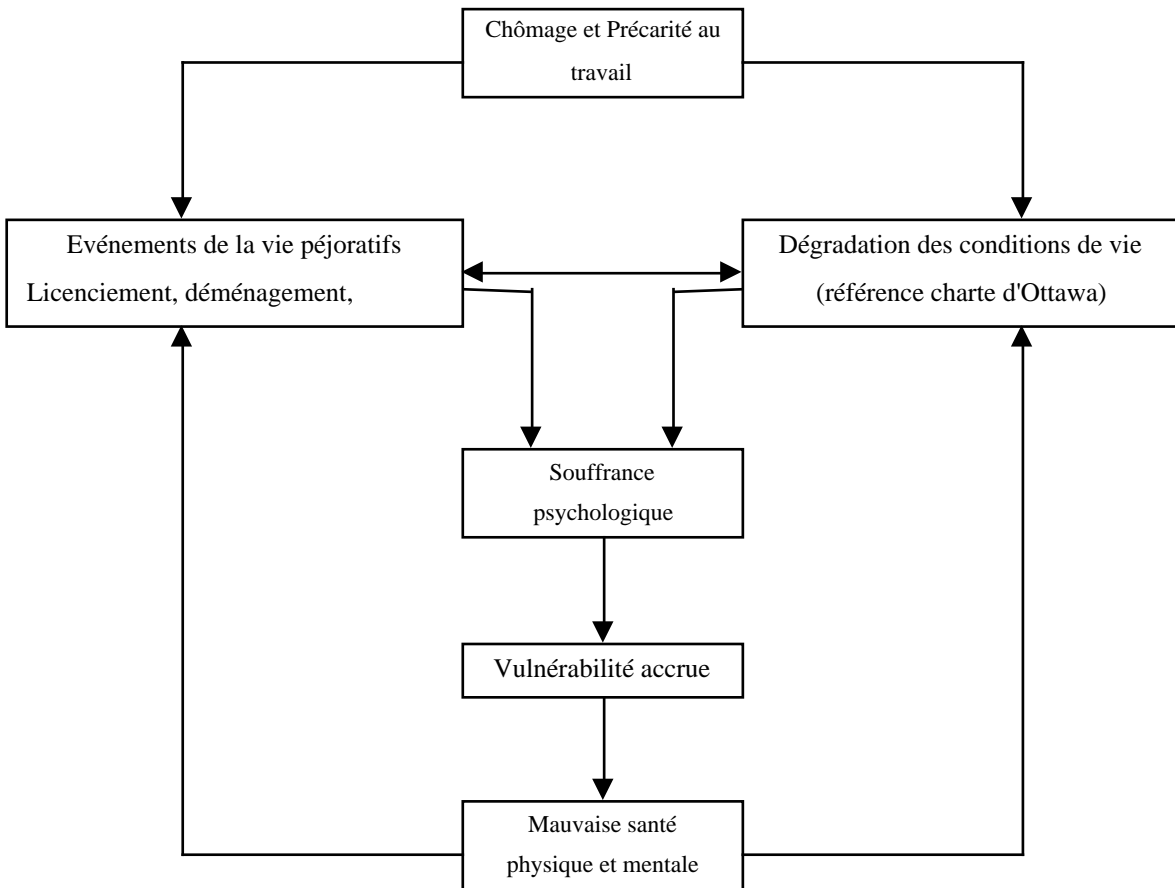 Chômage et Précarité au
travail
Evénements de la vie péjoratifs
Licenciement, déménagement,
Dégradation des conditions de vie
(référence charte d'Ottawa)
Souffrance
psychologique
Vulnérabilité accrue
Mauvaise santé
physique et mentale